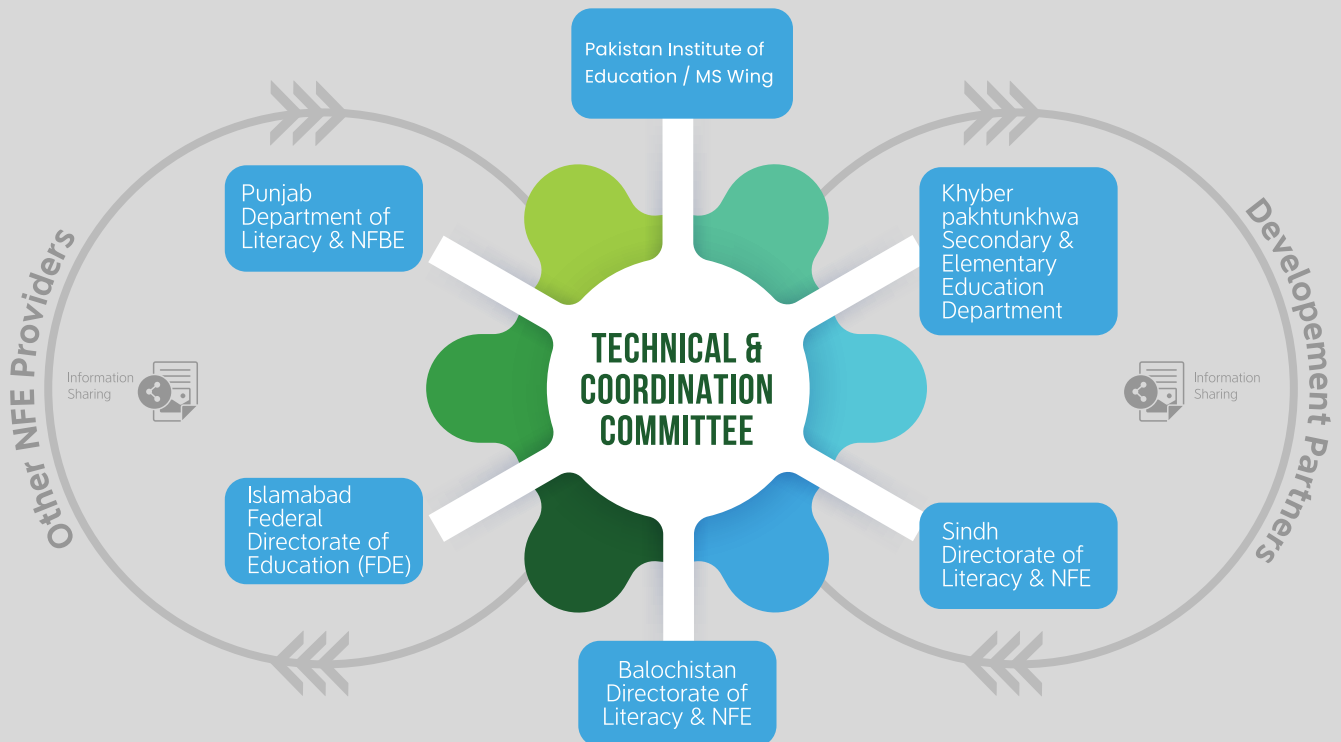 Pakistan Institute of
Education / MS Wing
Punjab
Department of
Literacy & NFBE
Khyber
pakhtunkhwa
Secondary &
Elementary
Education
Department
Other NFE Providers
Information
Sharing
TECHNICAL &
COORDINATION
COMMITTEE
Information
Sharing
Developement Partners
Islamabad
Federal
Directorate of
Education (FDE)
Sindh
Directorate of
Literacy & NFE
Balochistan
Directorate of
Literacy & NFE